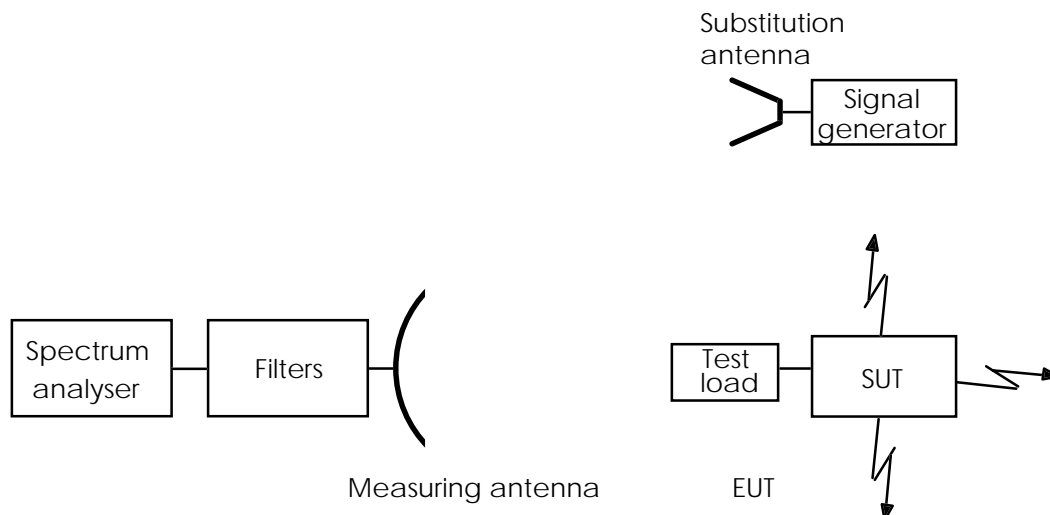 Substitution
antenna
Signal
generator
Spectrum
analyser
Filters
Test
load
SUT
Measuring antenna
EUT